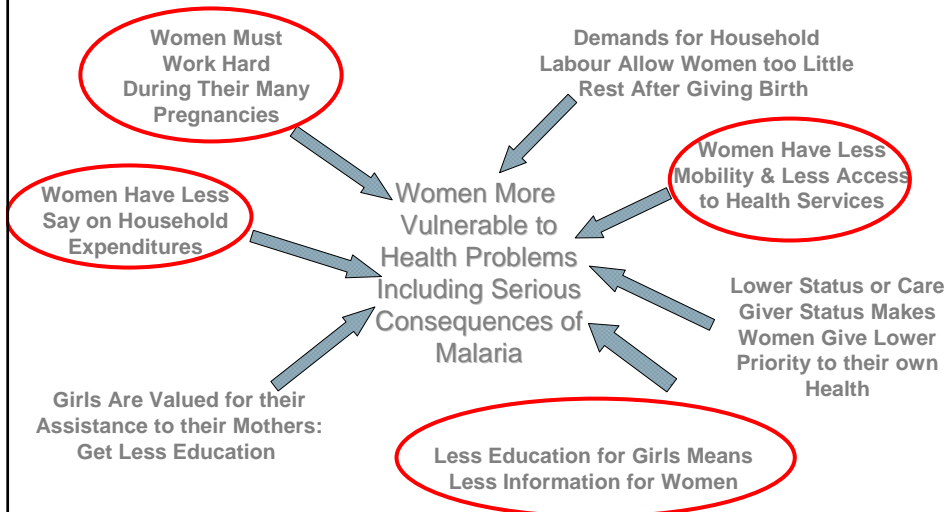 Women Must
Work Hard
During Their Many
Pregnancies
Demands for Household
Labour Allow Women too Little
Rest After Giving Birth
Women Have Less
Mobility & Less Access
to Health Services
Women Have Less
Say on Household
Expenditures
Women More
Vulnerable to
Health Problems
Including Serious
Consequences of
Malaria
Lower Status or Care
Giver Status Makes
Women Give Lower
Priority to their own
Health
Girls Are Valued for their
Assistance to their Mothers:
Get Less Education
Less Education for Girls Means
Less Information for Women